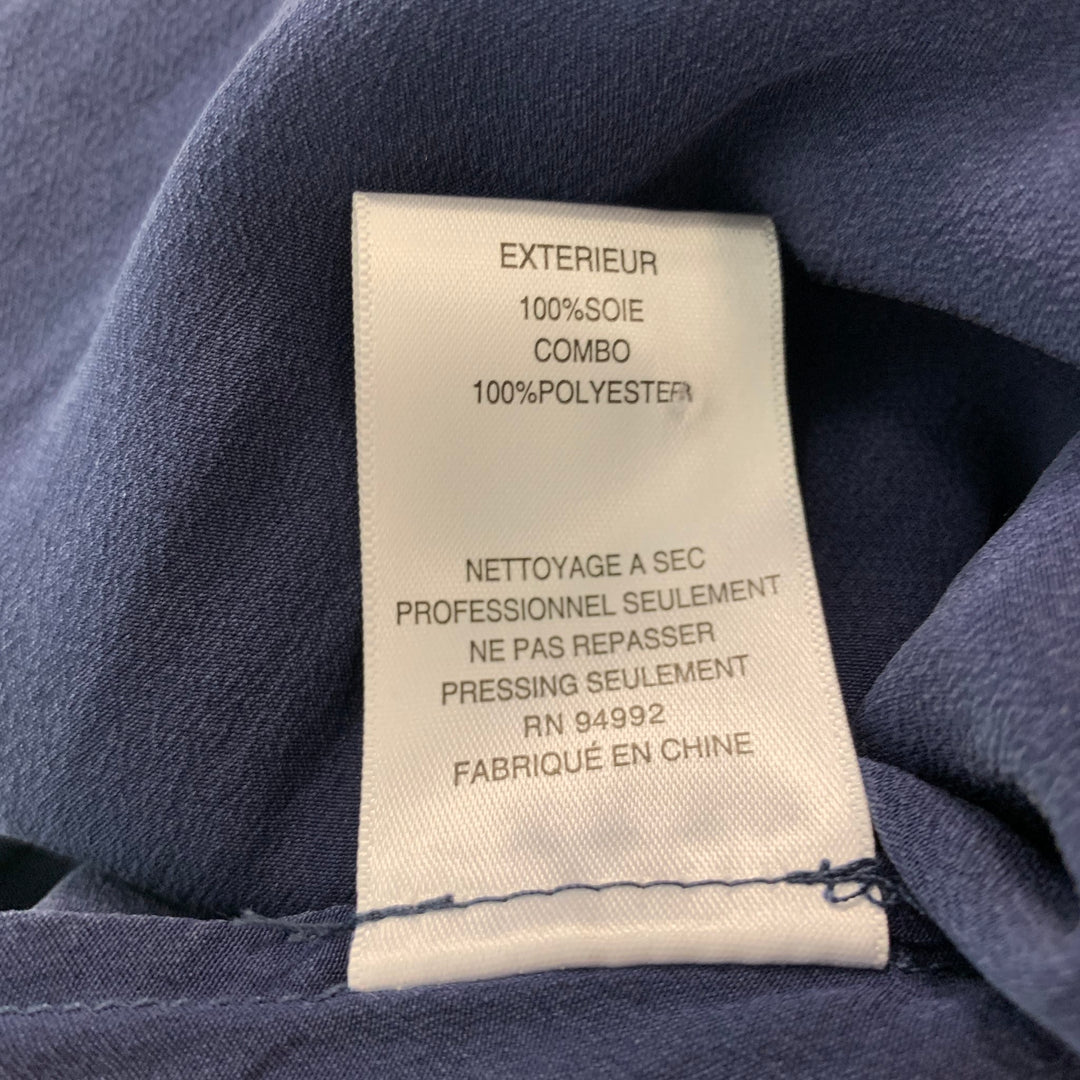 EXTERIEUR
100%SOIE
COMBO
100%POLYESTER
NETTOYAGE A SEC
PROFESSIONNEL SEULEMENT
NE PAS REPASSER
PRESSING SEULEMENT
RN 94992
FABRIQUÉ EN CHINE